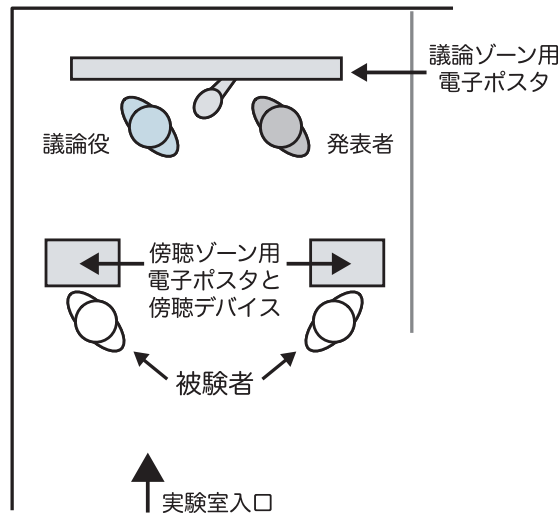 議論ゾーン用
電子ポスタ
議論役
発表者
傍聴ゾーン用
電子ポスタと
傍聴デバイス
被験者
実験室入口